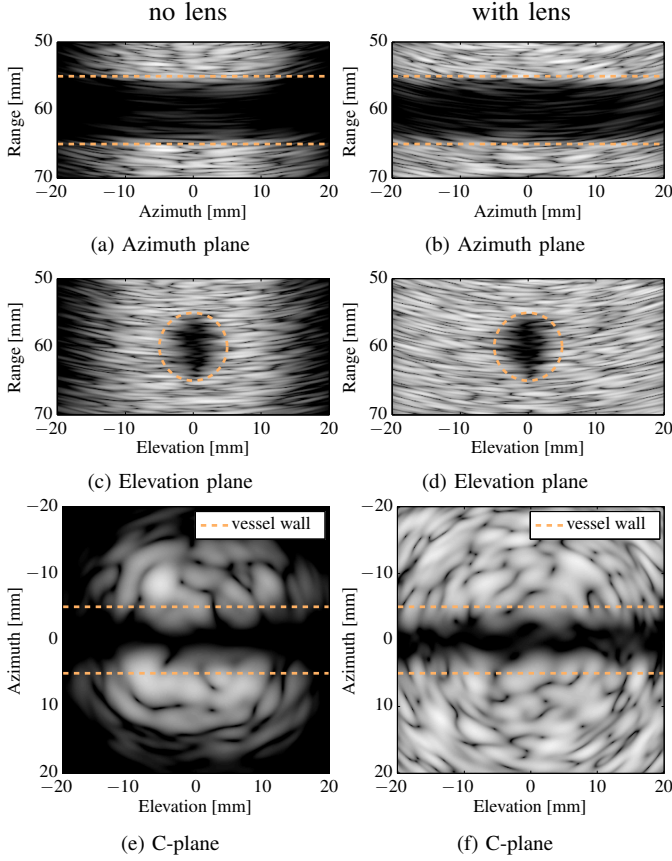 no lens
with lens
50
60
70
Range [mm]
−20 −10 0 10 20
Azimuth [mm]
(a) Azimuth plane
50
60
70
Range [mm]
−20 −10 0 10 20
Azimuth [mm]
(b) Azimuth plane
50
60
70
Range [mm]
−20 −10 0 10 20
Elevation [mm]
(c) Elevation plane
50
60
70
Range [mm]
−20 −10 0 10 20
Elevation [mm]
(d) Elevation plane
−20
−10
0
10
20
Azimuth [mm]
vessel wall
−20 −10 0 10 20
Elevation [mm]
(e) C-plane
−20
−10
0
10
20
Azimuth [mm]
vessel wall
−20 −10 0 10 20
Elevation [mm]
(f) C-plane